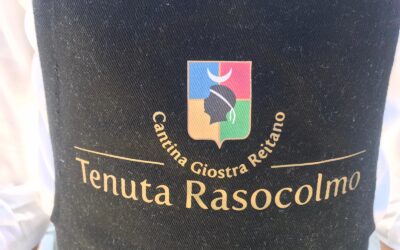 Cantina Giostra Reitano
Tenuta Rasocolmo